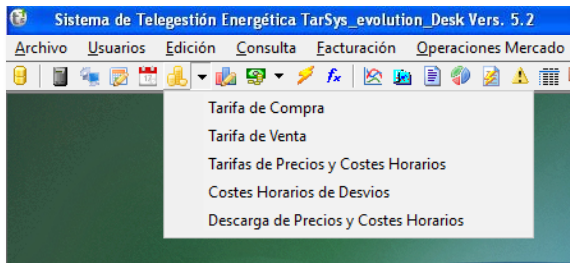 Sistema de Telegestión Energética TarSys_evolution_Desk Vers. 5.2
Archivo Usuarios Edición Consulta Facturación Operaciones Mercado
Tarifa de Compra
Tarifa de Venta
Tarifas de Precios y Costes Horarios
Costes Horarios de Desvios
Descarga de Precios y Costes Horarios